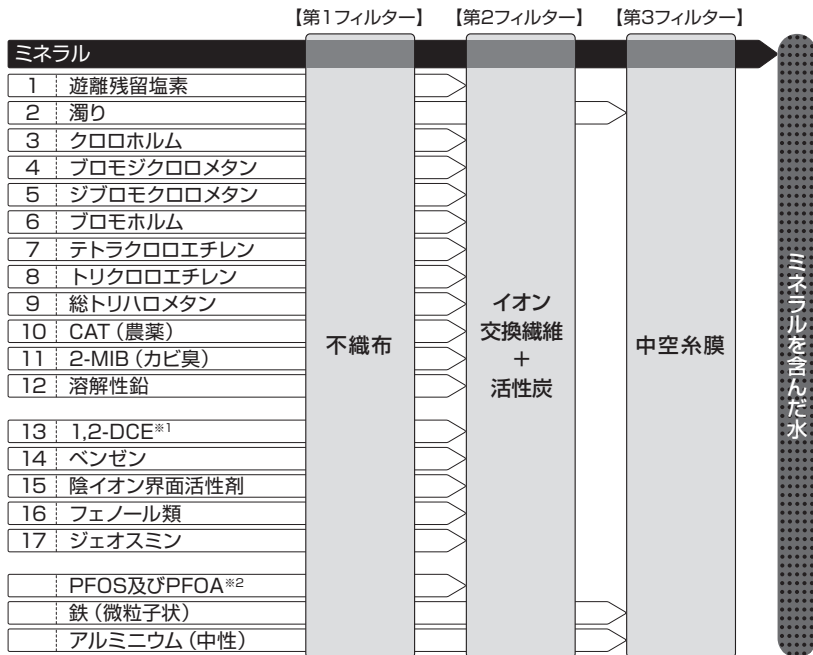 【第1フィルター】 【第2フィルター】 【第3フィルター】
ミネラル
1 遊離残留塩素
2 濁り
3 クロロホルム
4 ブロモジクロロメタン
5 ジブロモクロロメタン
6 ブロモホルム
7 テトラクロロエチレン
8 トリクロロエチレン
9 総トリハロメタン
10 CAT（農薬）
11 2-MIB（カビ臭）
12 溶解性鉛
13 1,2-DCE※1
14 ベンゼン
15 陰イオン界面活性剤
16 フェノール類
17 ジェオスミン
PFOS及びPFOA※2
鉄（微粒子状）
アルミニウム（中性）
不織布
イオン
交換繊維
＋
活性炭
中空糸膜
ミネラルを含んだ水